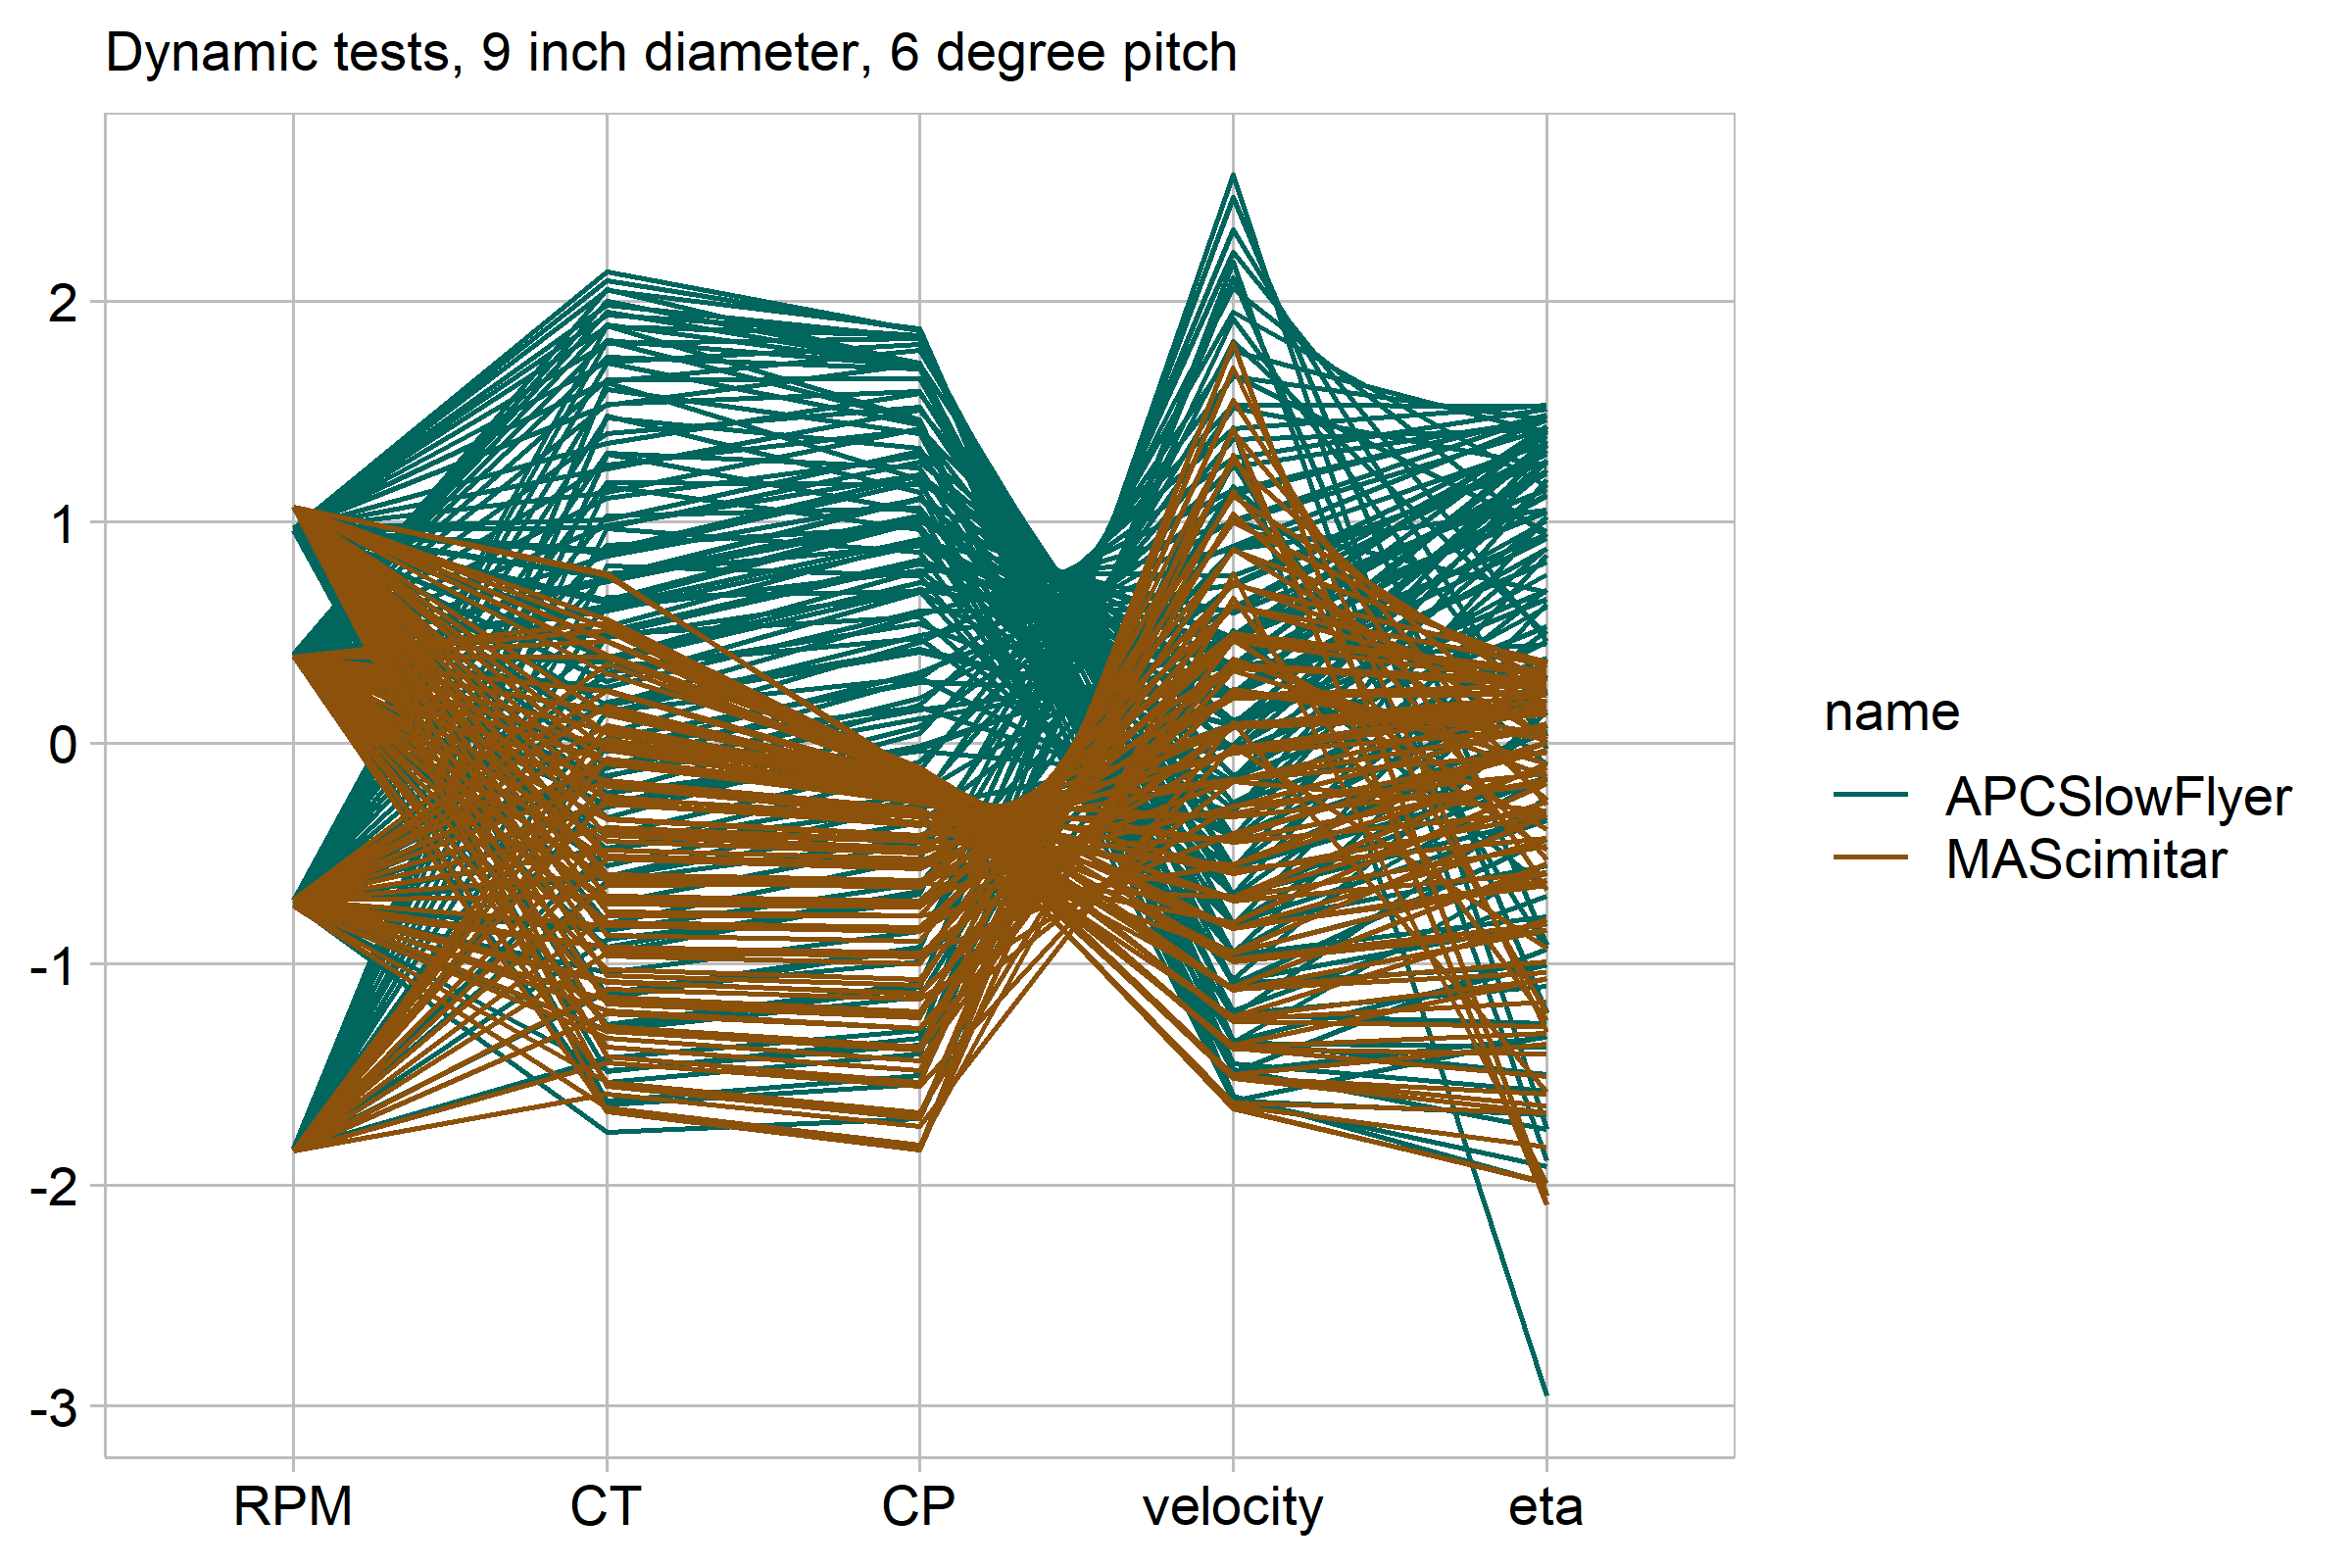 Dynamic tests, 9 inch diameter, 6 degree pitch
2
1
0
-1
-2
-3
RPM CT CP velocity eta
name
APCSlowFlyer
MAScimitar